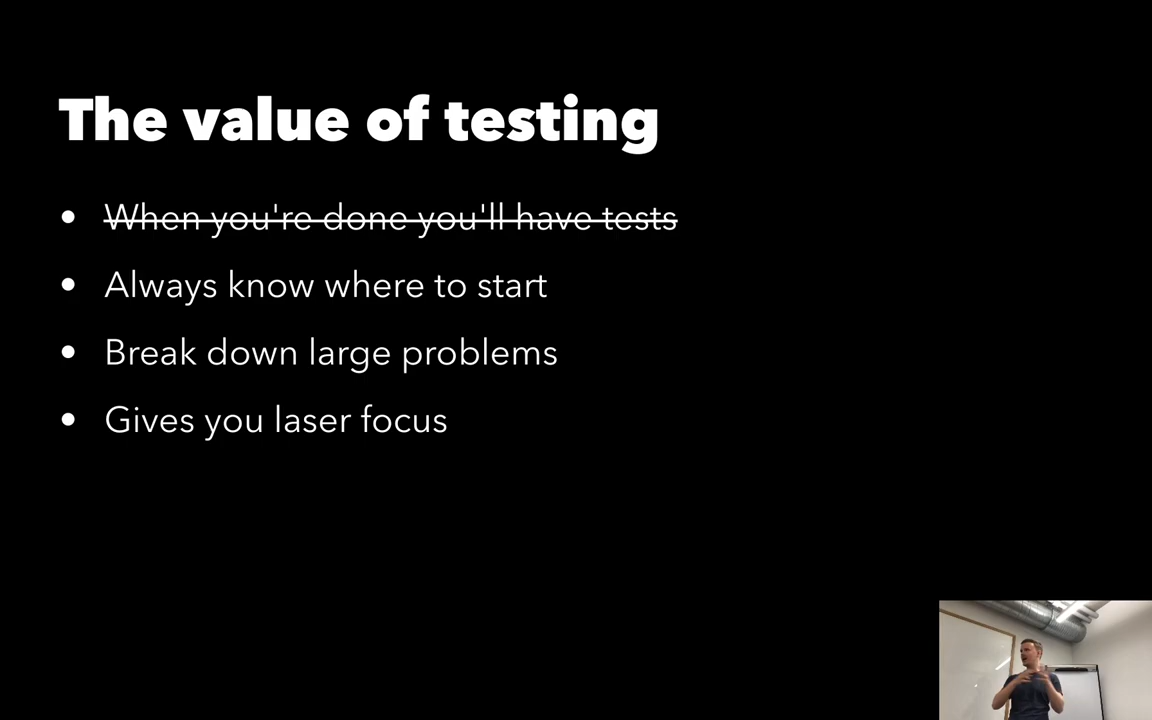 The value of testing
• When you're done you'll have tests
• Always know where to start
• Break down large problems
• Gives you laser focus